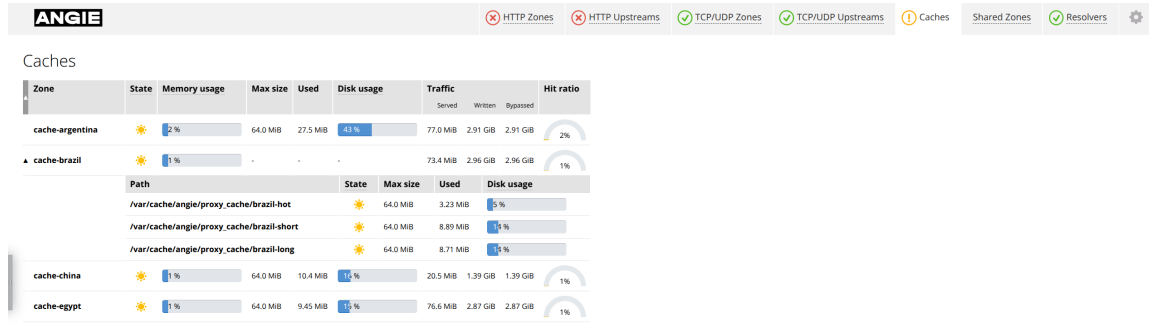 ANGIE HTTP Zones HTTP Upstreams TCP/UDP Zones TCP/UDP Upstreams Caches Shared Zones Resolvers
Caches
Zone State Memory usage Max size Used Disk usage Traffic Hit ratio
Served Written Bypassed
cache-argentina 2 % 64.0 MiB 27.5 MiB 43 % 77.0 MiB 2.91 GiB 2.91 GiB 2%
cache-brazil 1 % - - - 73.4 MiB 2.96 GiB 2.96 GiB 1%
Path State Max size Used Disk usage
/var/cache/angie/proxy_cache/brazil-hot 64.0 MiB 3.23 MiB 5 %
/var/cache/angie/proxy_cache/brazil-short 64.0 MiB 8.89 MiB 14 %
/var/cache/angie/proxy_cache/brazil-long 64.0 MiB 8.71 MiB 14 %
cache-china 1 % 64.0 MiB 10.4 MiB 16 % 20.5 MiB 1.39 GiB 1.39 GiB 1%
cache-egypt 1 % 64.0 MiB 9.45 MiB 15 % 76.6 MiB 2.87 GiB 2.87 GiB 1%